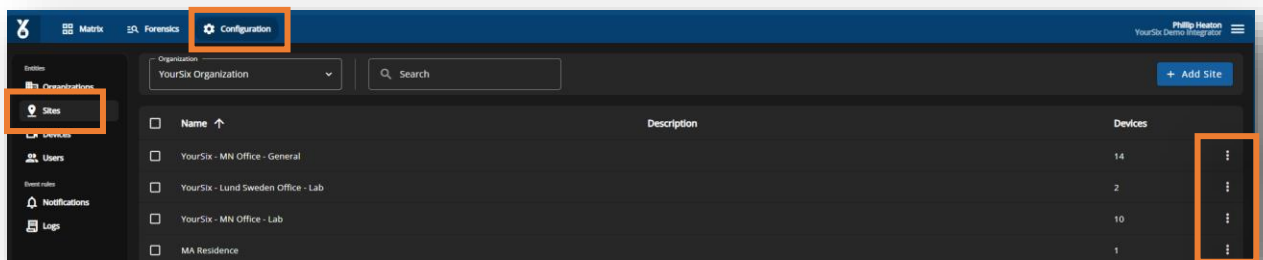 Matrix
Forensics
Configuration
Phillip Heaton
YourSix Demo Integrator
Entities
Organizations
Sites
Devices
Users
Event rules
Notifications
Logs
Organization
YourSix Organization
Search
+ Add Site
Name
Description
Devices
YourSix - MN Office - General
14
YourSix - Lund Sweden Office - Lab
2
YourSix - MN Office - Lab
10
MA Residence
1